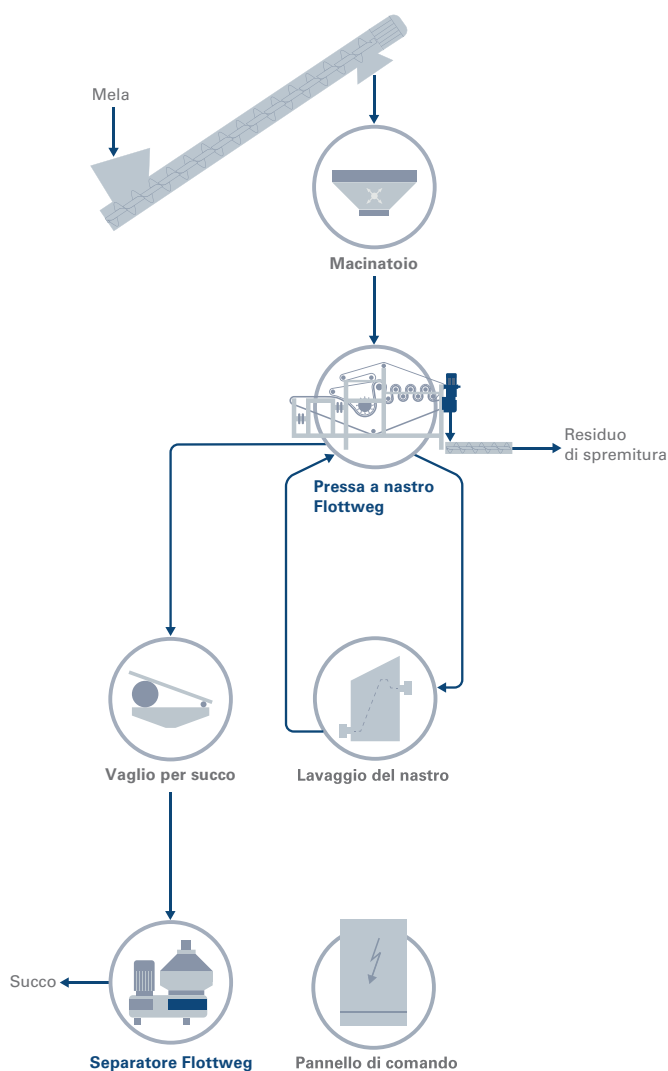 Mela
Macinatoio
Residuo
di spremitura
Pressa a nastro
Flottweg
Vaglio per succo
Lavaggio del nastro
Succo
Separatore Flottweg
Pannello di comando